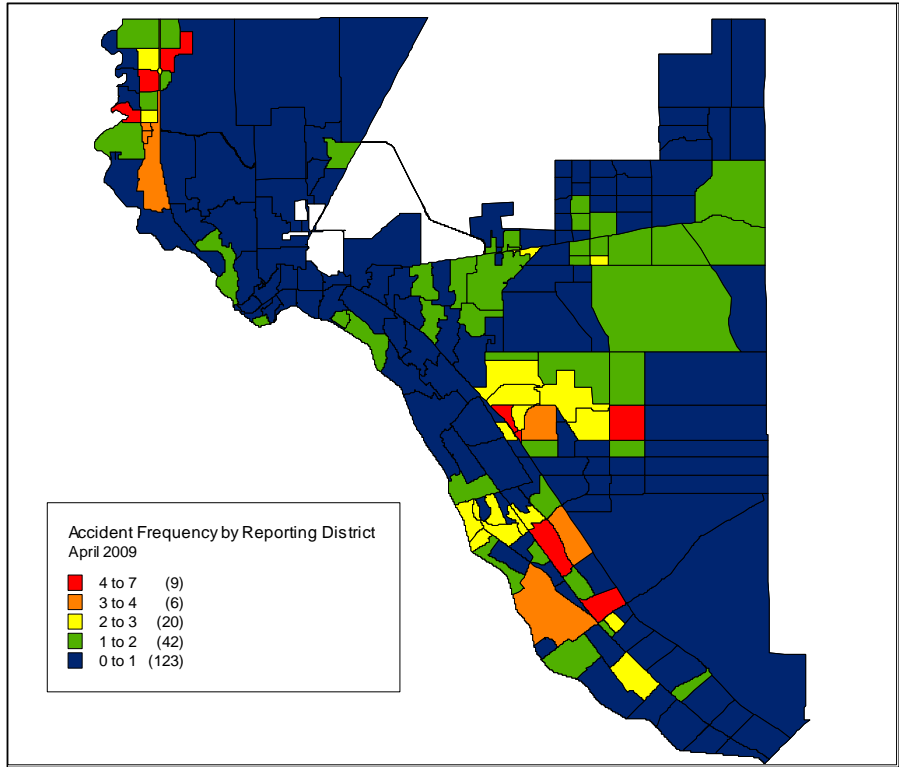 Accident Frequency by Reporting District
April 2009
4 to 7 (9)
3 to 4 (6)
2 to 3 (20)
1 to 2 (42)
0 to 1 (123)